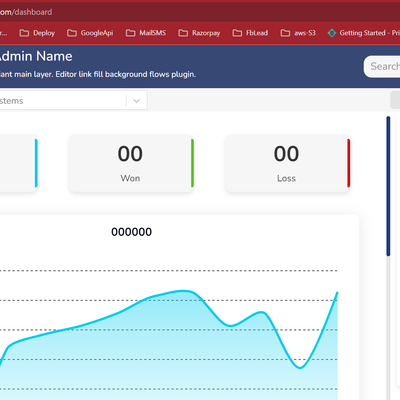 om/dashboard
Deploy
GoogleApi
MailSMS
Razorpay
FbLead
aws-S3
Getting Started - Pri
Admin Name
iant main layer. Editor link fill background flows plugin.
Search
stems
00
Won
00
Loss
000000